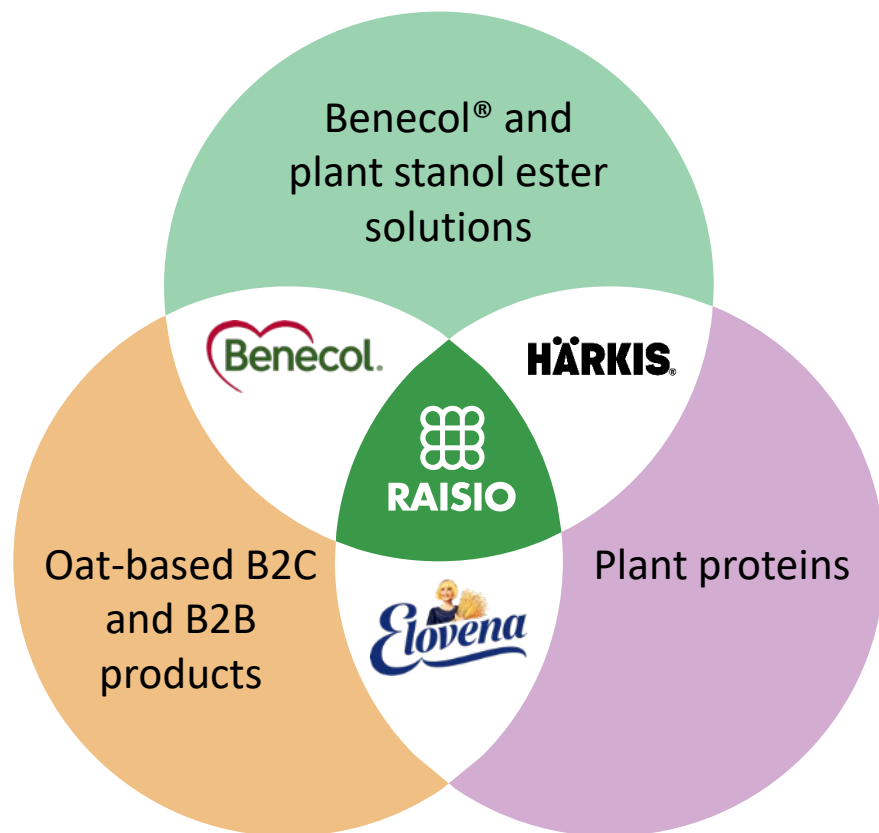 Benecol® and
plant stanol ester
solutions
Benecol®
HÄRKIS®
RAISIO
Oat-based B2C
and B2B
products
Plant proteins
Elovena